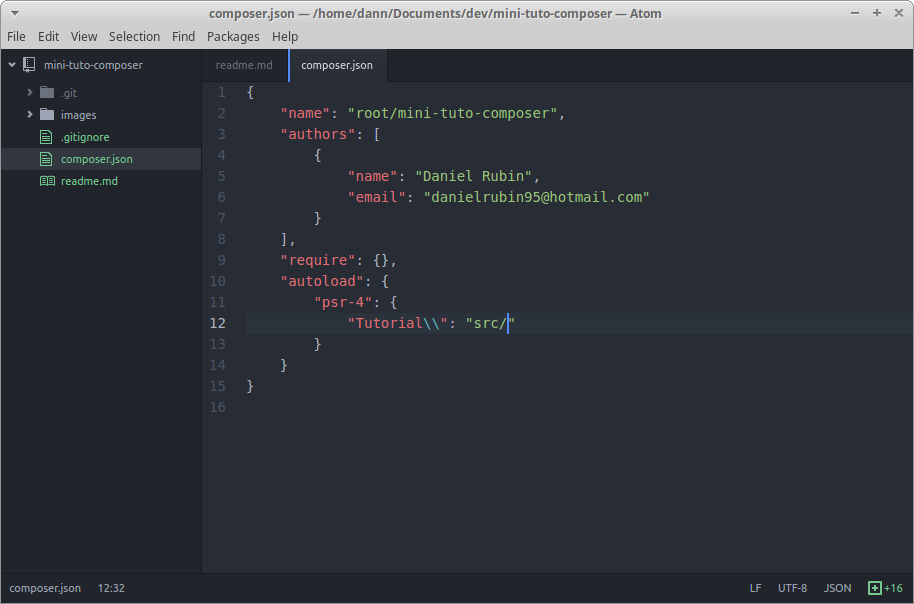 composer.json — /home/dann/Documents/dev/mini-tuto-composer — Atom
File Edit View Selection Find Packages Help
mini-tuto-composer
.git
images
.gitignore
composer.json
readme.md
readme.md composer.json
1 {
2 "name": "root/mini-tuto-composer",
3 "authors": [
4 {
5 "name": "Daniel Rubin",
6 "email": "danielrubin95@hotmail.com"
7 }
8 ],
9 "require": {},
10 "autoload": {
11 "psr-4": {
12 "Tutorial\\": "src/"
13 }
14 }
15 }
16
composer.json 12:32 LF UTF-8 JSON +16